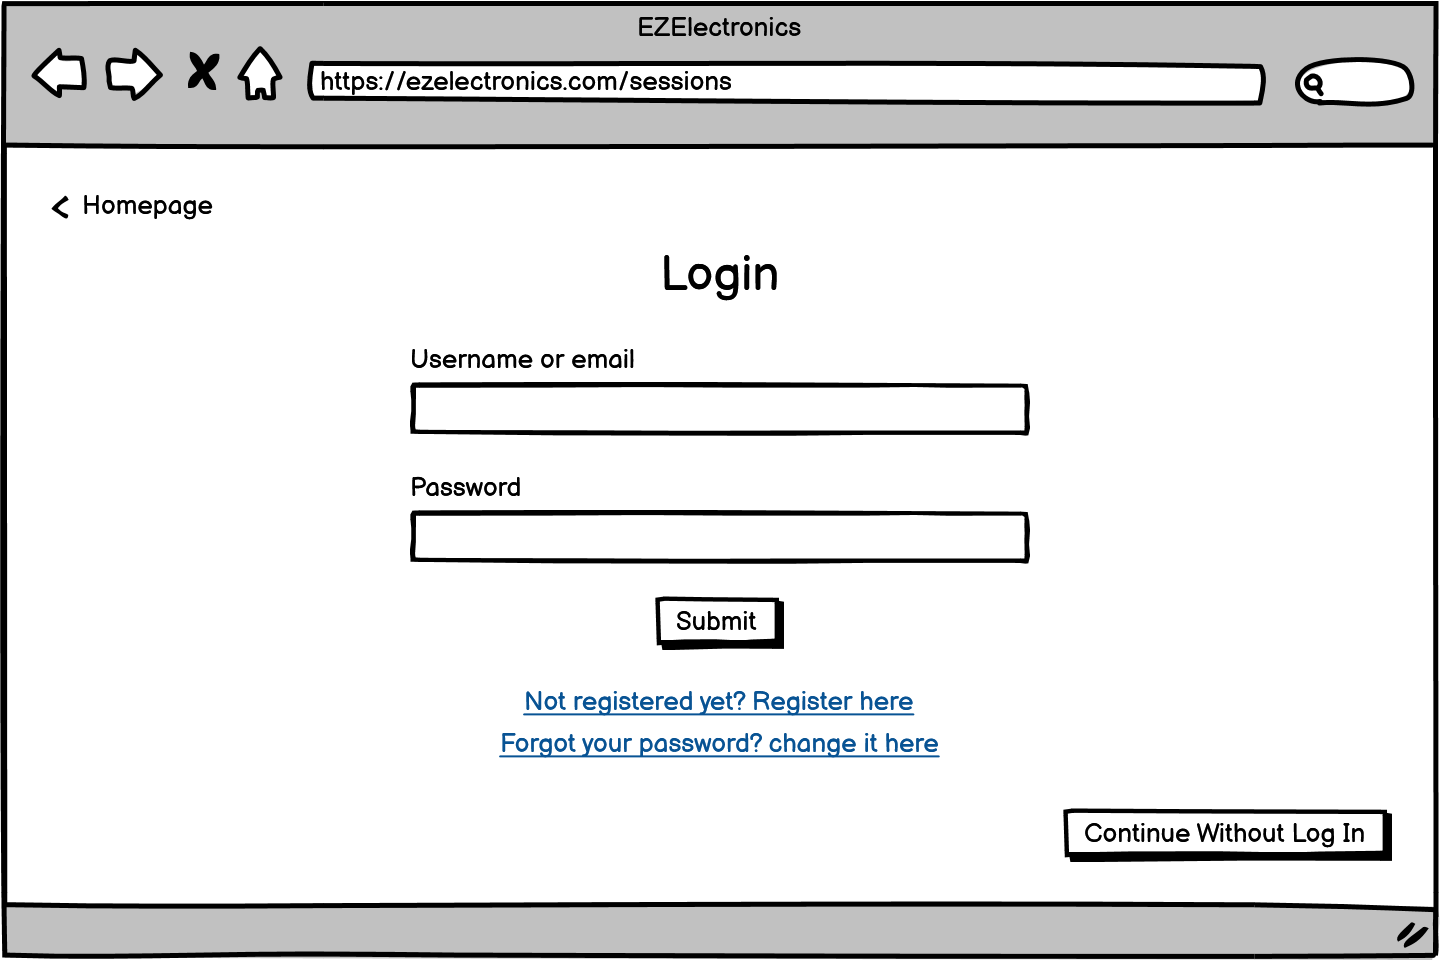 EZElectronics
https://ezelectronics.com/sessions
Homepage
Login
Username or email
Password
Submit
Not registered yet? Register here
Forgot your password? change it here
Continue Without Log In